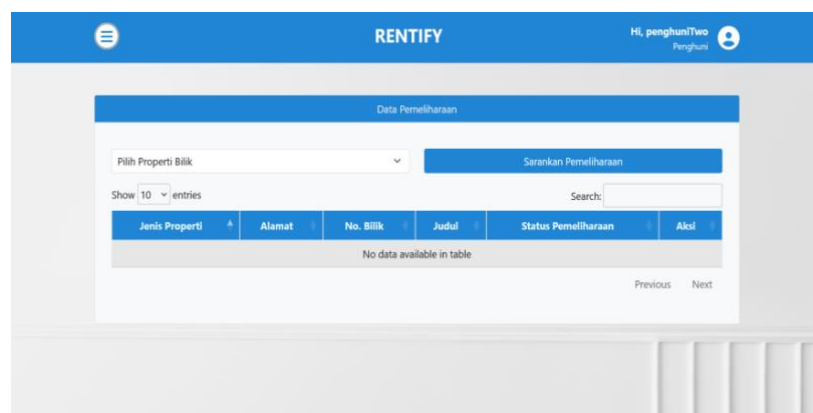 RENTIFY
Hi, penghuniTwo
Penghuni
Data Pemeliharaan
Pilih Properti Bilik
Sarankan Pemeliharaan
Show 10 entries
Search:
Jenis Properti Alamat No. Bilik Judul Status Pemeliharaan Aksi
No data available in table
Previous Next